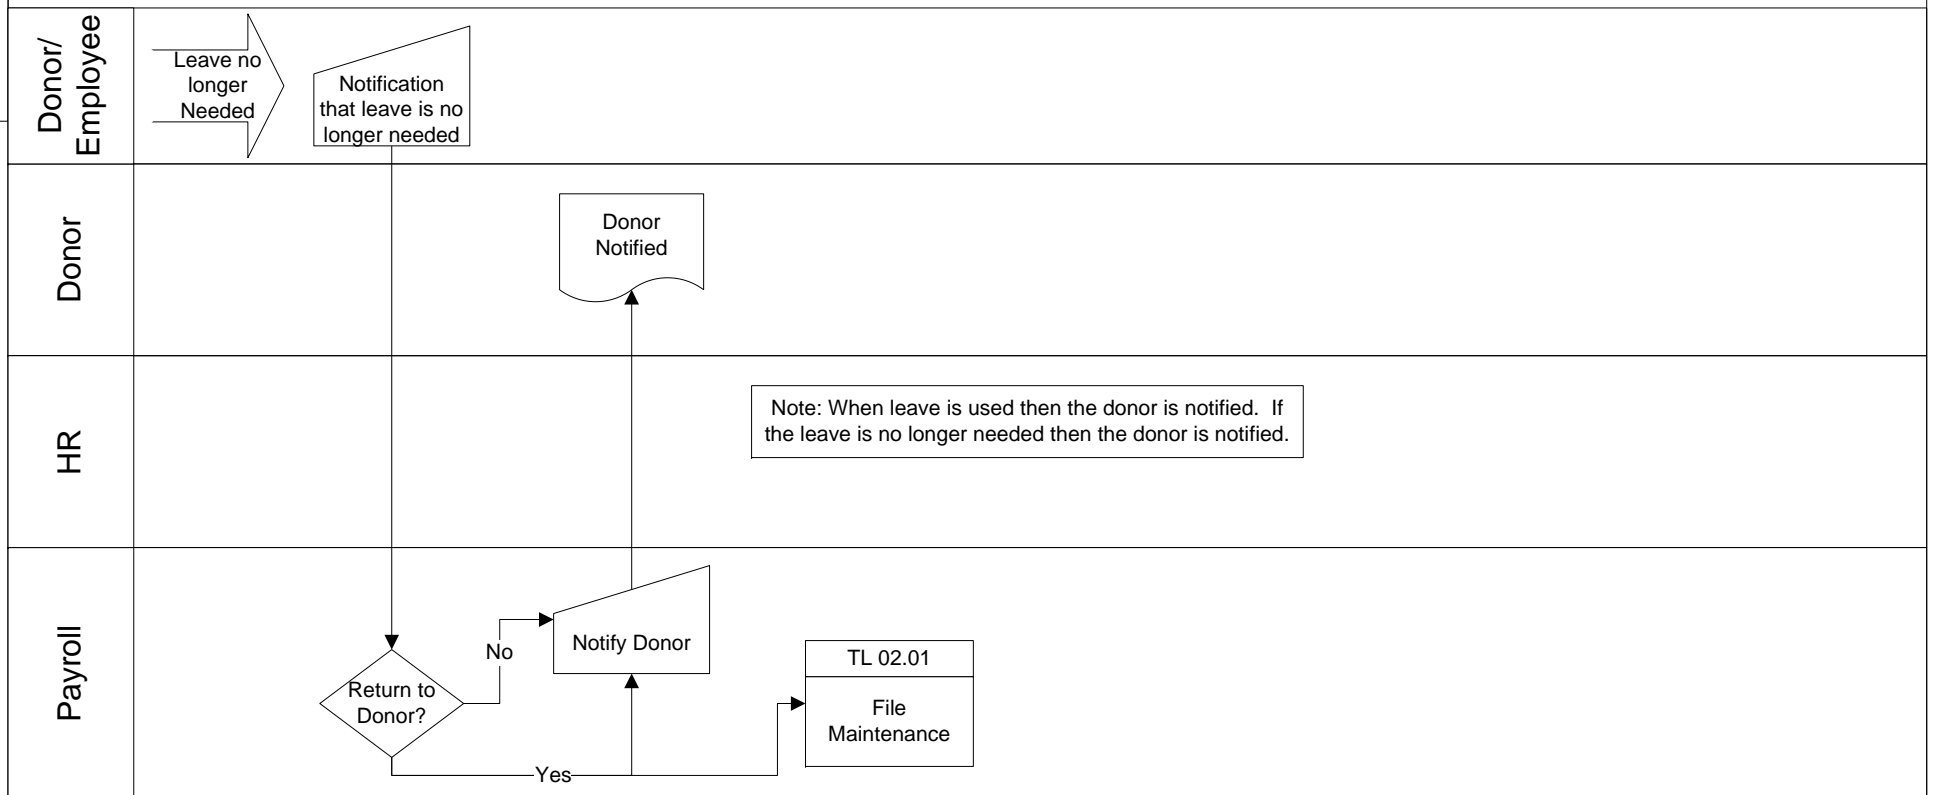 Donor/
Employee
Leave no
longer
Needed
Notification
that leave is no
longer needed
Donor
Donor
Notified
HR
Note: When leave is used then the donor is notified.  If
the leave is no longer needed then the donor is notified.
Payroll
Return to
Donor?
No
Notify Donor
Yes
TL 02.01
File
Maintenance